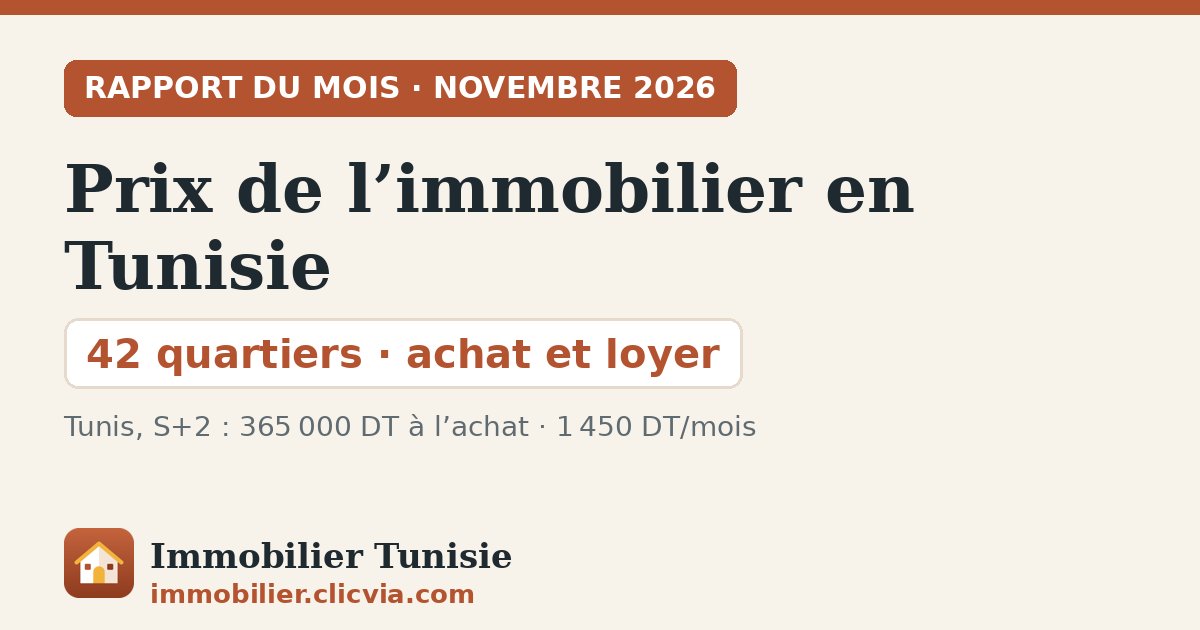 RAPPORT DU MOIS · NOVEMBRE 2026
Prix de l’immobilier en
Tunisie
42 quartiers · achat et loyer
Tunis, S+2 : 365 000 DT à l’achat · 1 450 DT/mois
Immobilier Tunisie
immobilier.clicvia.com